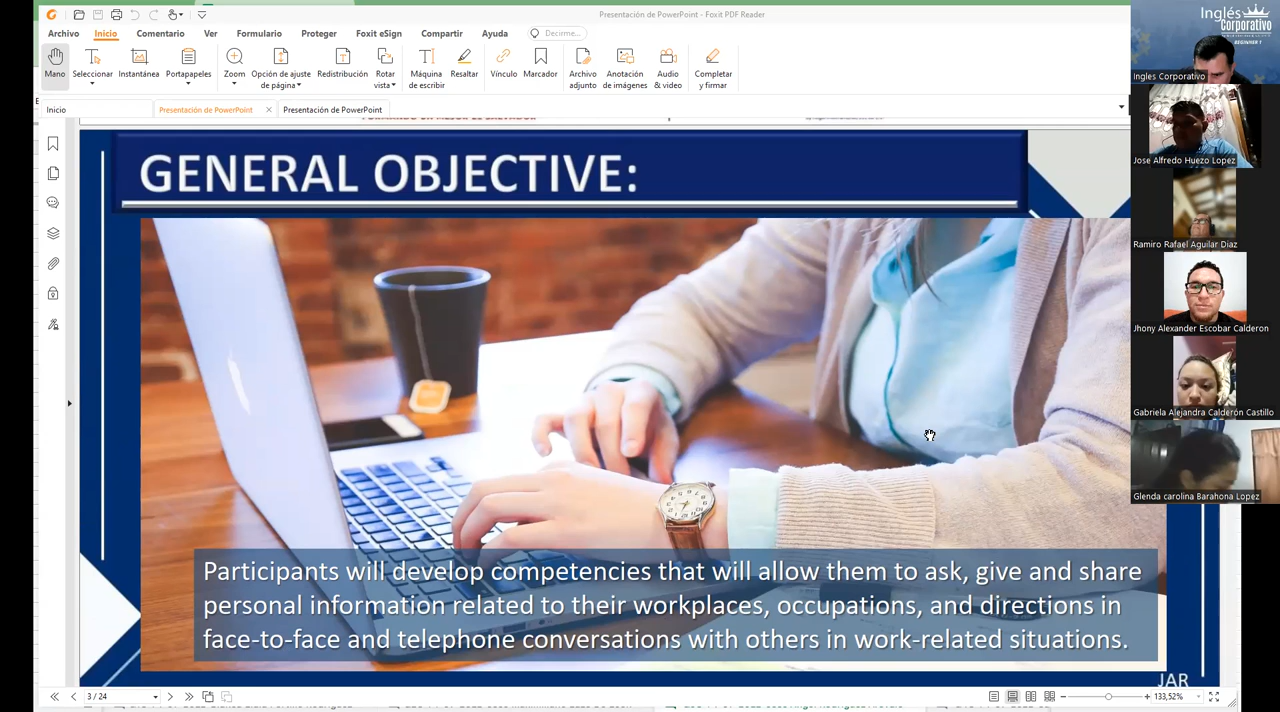 Presentación de PowerPoint - Foxit PDF Reader
Archivo Inicio Comentario Ver Formulario Proteger Foxit eSign Compartir Ayuda Decirme...
Mano
Seleccionar
Instantánea
Portapapeles
Zoom
Opción de ajuste
de página
Redistribución
Rotar
vista
Máquina
de escribir
Resaltar
Vínculo
Marcador
Archivo
adjunto
Anotación
de imágenes
Audio
& video
Completar
y firmar
Inicio
Presentación de PowerPoint
Presentación de PowerPoint
GENERAL OBJECTIVE:
Participants will develop competencies that will allow them to ask, give and share
personal information related to their workplaces, occupations, and directions in
face-to-face and telephone conversations with others in work-related situations.
JAR
3 / 24
133,52%
Inglés
Corporativo
BEGINNER 1
Ingles Corporativo
Jose Alfredo Huezo Lopez
Ramiro Rafael Aguilar Diaz
Jhony Alexander Escobar Calderon
Gabriela Alejandra Calderón Castillo
Glenda carolina Barahona Lopez